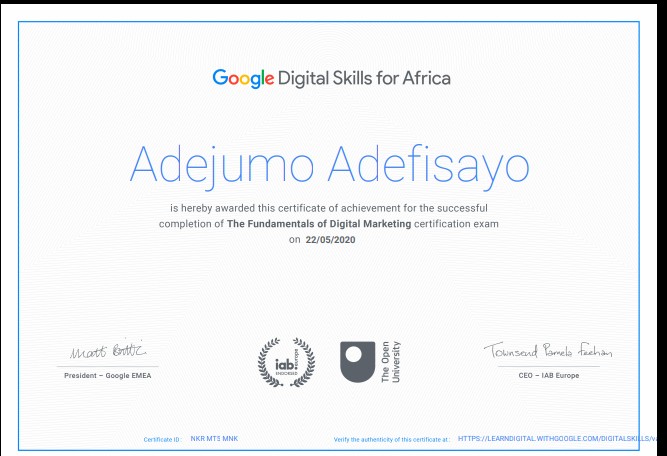 Google Digital Skills for Africa
Adejumo Adefisayo
is hereby awarded this certificate of achievement for the successful
completion of The Fundamentals of Digital Marketing certification exam
on 22/05/2020
Matt Brittin
Townsend Pamela Feehan
President – Google EMEA
iab: europe
ENDORSED
The Open
University
CEO – IAB Europe
Certificate ID: NKR MT5 MNK
Verify the authenticity of this certificate at: HTTPS://LEARNDIGITAL.WITHGOOGLE.COM/DIGITALSKILLS/